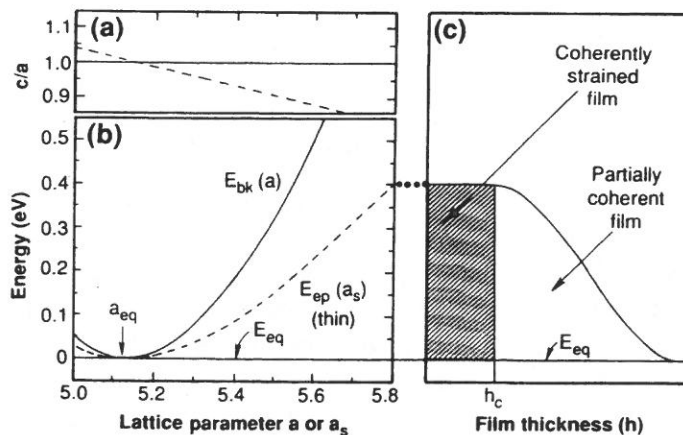 (a)
1.1
1.0
0.9
c/a
(b)
0.5
0.4
0.3
0.2
0.1
0
Energy (eV)
E_bk (a)
a_eq
E_ep (a_s)
(thin)
E_eq
5.0 5.2 5.4 5.6 5.8
Lattice parameter a or a_s
(c)
Coherently
strained
film
Partially
coherent
film
E_eq
h_c
Film thickness (h)